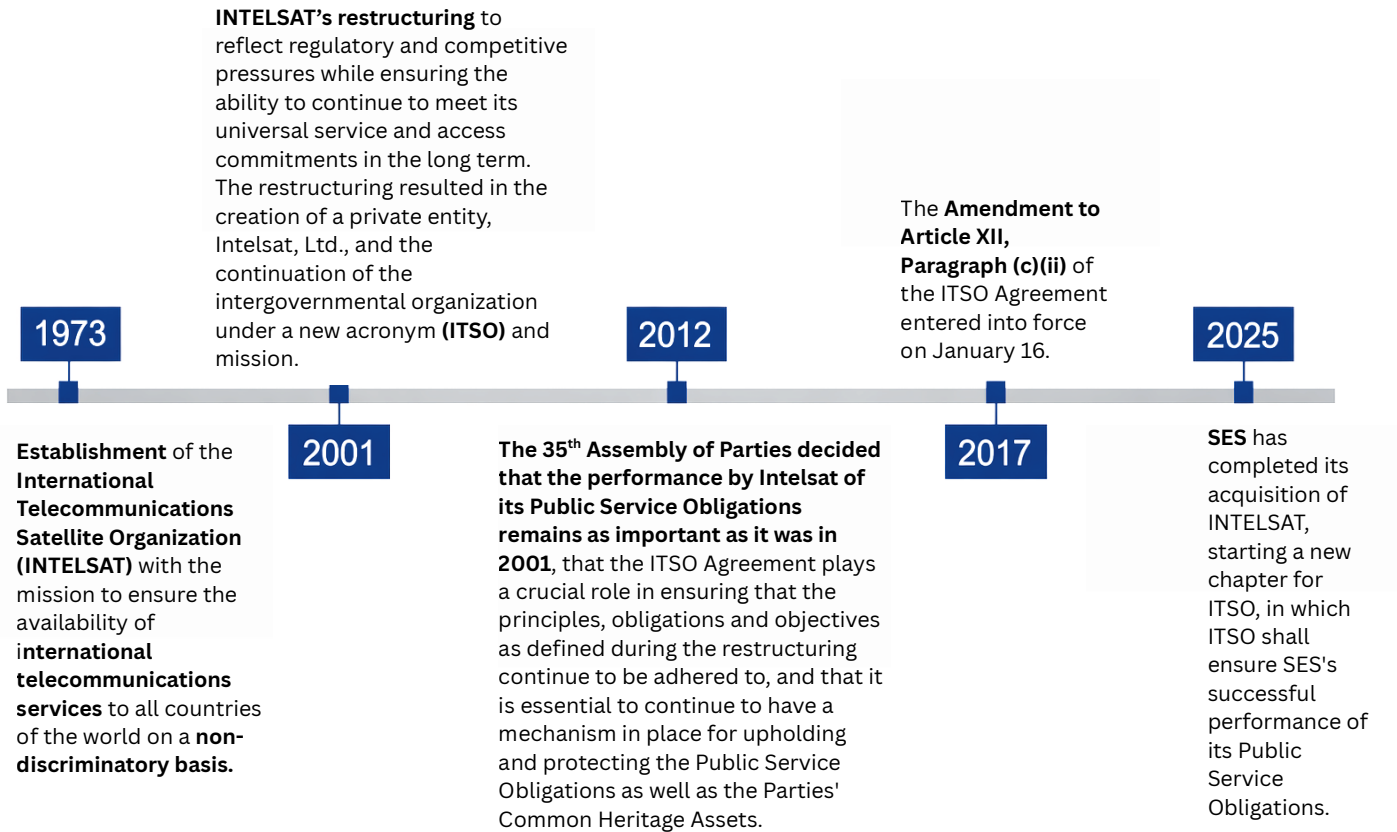 1973
Establishment of the
International
Telecommunications
Satellite Organization
(INTELSAT) with the
mission to ensure the
availability of
international
telecommunications
services to all countries
of the world on a non-
discriminatory basis.
INTELSAT’s restructuring to
reflect regulatory and competitive
pressures while ensuring the
ability to continue to meet its
universal service and access
commitments in the long term.
The restructuring resulted in the
creation of a private entity,
Intelsat, Ltd., and the
continuation of the
intergovernmental organization
under a new acronym (ITSO) and
mission.
2001
2012
The 35th Assembly of Parties decided
that the performance by Intelsat of
its Public Service Obligations
remains as important as it was in
2001, that the ITSO Agreement plays
a crucial role in ensuring that the
principles, obligations and objectives
as defined during the restructuring
continue to be adhered to, and that it
is essential to continue to have a
mechanism in place for upholding
and protecting the Public Service
Obligations as well as the Parties'
Common Heritage Assets.
The Amendment to
Article XII,
Paragraph (c)(ii) of
the ITSO Agreement
entered into force
on January 16.
2017
2025
SES has
completed its
acquisition of
INTELSAT,
starting a new
chapter for
ITSO, in which
ITSO shall
ensure SES's
successful
performance of
its Public
Service
Obligations.